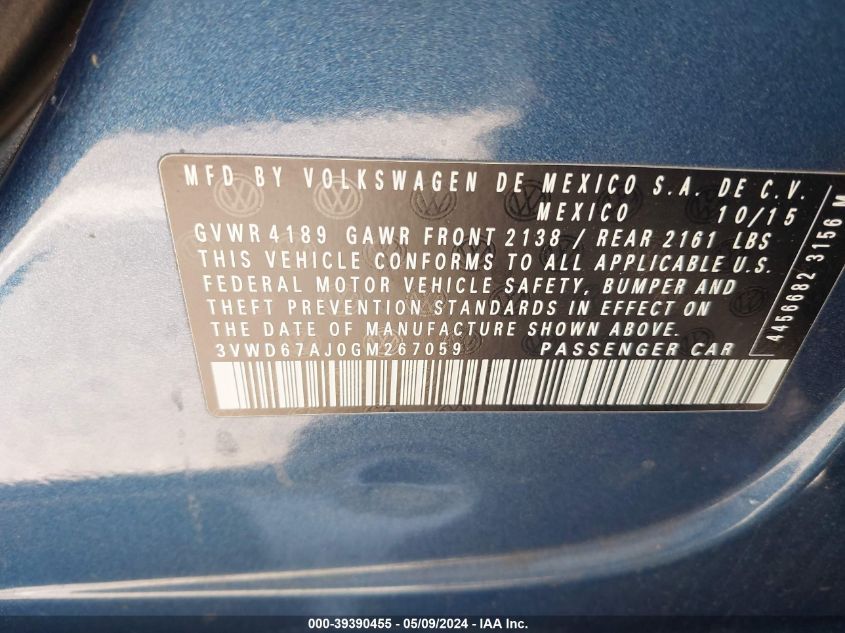 MFD BY VOLKSWAGEN DE MEXICO S.A. DE C.V.
MEXICO 10/15
GVWR 4189 GAWR FRONT 2138 / REAR 2161 LBS
THIS VEHICLE CONFORMS TO ALL APPLICABLE U.S.
FEDERAL MOTOR VEHICLE SAFETY, BUMPER AND
THEFT PREVENTION STANDARDS IN EFFECT ON
THE DATE OF MANUFACTURE SHOWN ABOVE.
3VWD67AJ0GM267059 PASSENGER CAR
4456682 3156 M
000-39390455 - 05/09/2024 - IAA Inc.